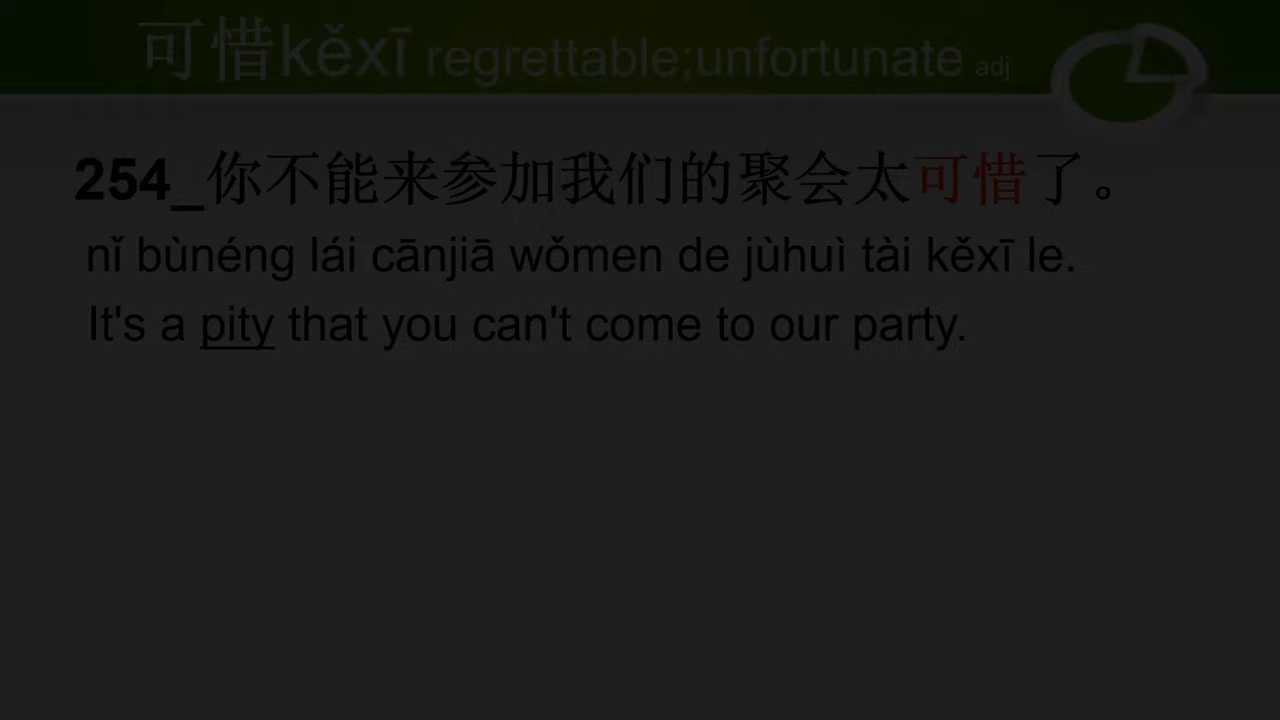 可惜kěxī regrettable;unfortunate adj
254_你不能来参加我们的聚会太可惜了。
nǐ bùnéng lái cānjiā wǒmen de jùhuì tài kěxī le.
It's a pity that you can't come to our party.